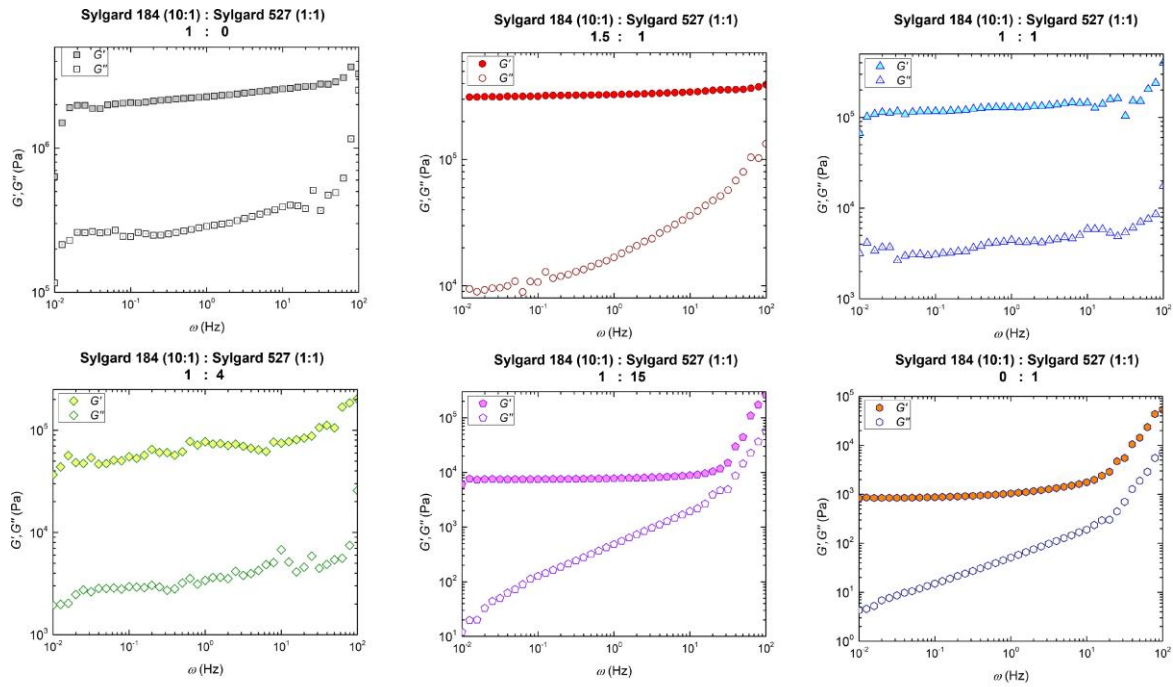 Sylgard 184 (10:1) : Sylgard 527 (1:1)
1 : 0
G'
G''
10⁶
10⁵
G',G'' (Pa)
10⁻² 10⁻¹ 10⁰ 10¹ 10²
ω (Hz)
Sylgard 184 (10:1) : Sylgard 527 (1:1)
1.5 : 1
G'
G''
10⁵
10⁴
G',G'' (Pa)
10⁻² 10⁻¹ 10⁰ 10¹ 10²
ω (Hz)
Sylgard 184 (10:1) : Sylgard 527 (1:1)
1 : 1
G'
G''
10⁵
10⁴
10³
G',G'' (Pa)
10⁻² 10⁻¹ 10⁰ 10¹ 10²
ω (Hz)
Sylgard 184 (10:1) : Sylgard 527 (1:1)
1 : 4
G'
G''
10⁵
10⁴
10³
G',G'' (Pa)
10⁻² 10⁻¹ 10⁰ 10¹ 10²
ω (Hz)
Sylgard 184 (10:1) : Sylgard 527 (1:1)
1 : 15
G'
G''
10⁵
10⁴
10³
10²
10¹
G',G'' (Pa)
10⁻² 10⁻¹ 10⁰ 10¹ 10²
ω (Hz)
Sylgard 184 (10:1) : Sylgard 527 (1:1)
0 : 1
G'
G''
10⁵
10⁴
10³
10²
10¹
10⁰
G',G'' (Pa)
10⁻² 10⁻¹ 10⁰ 10¹ 10²
ω (Hz)